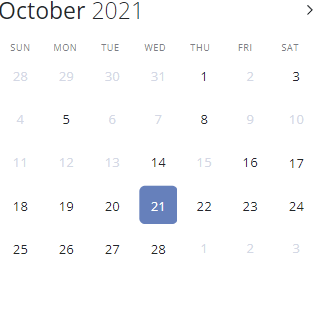 October 2021 >
SUN MON TUE WED THU FRI SAT
28 29 30 31 1 2 3
4 5 6 7 8 9 10
11 12 13 14 15 16 17
18 19 20 21 22 23 24
25 26 27 28 1 2 3